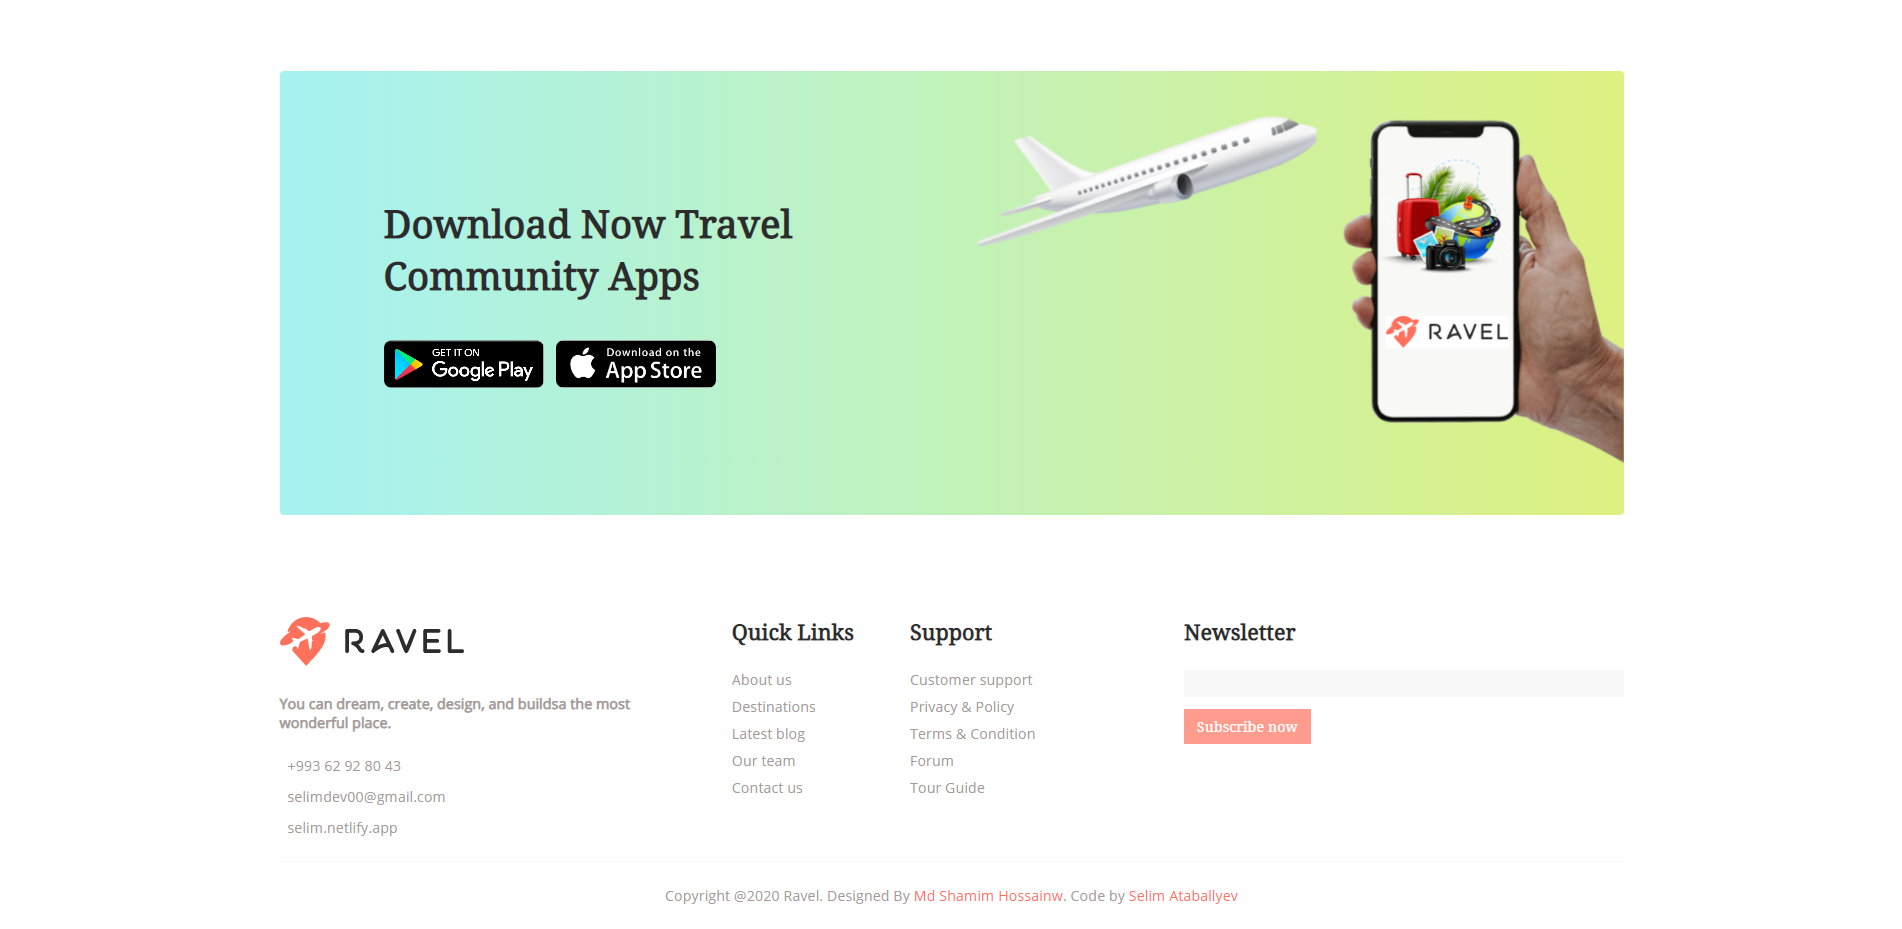 Download Now Travel
Community Apps
GET IT ON
Google Play
Download on the
App Store
RAVEL
RAVEL
You can dream, create, design, and buildsa the most
wonderful place.
+993 62 92 80 43
selimdev00@gmail.com
selim.netlify.app
Quick Links
About us
Destinations
Latest blog
Our team
Contact us
Support
Customer support
Privacy & Policy
Terms & Condition
Forum
Tour Guide
Newsletter
Subscribe now
Copyright @2020 Ravel. Designed By Md Shamim Hossainw. Code by Selim Ataballyev